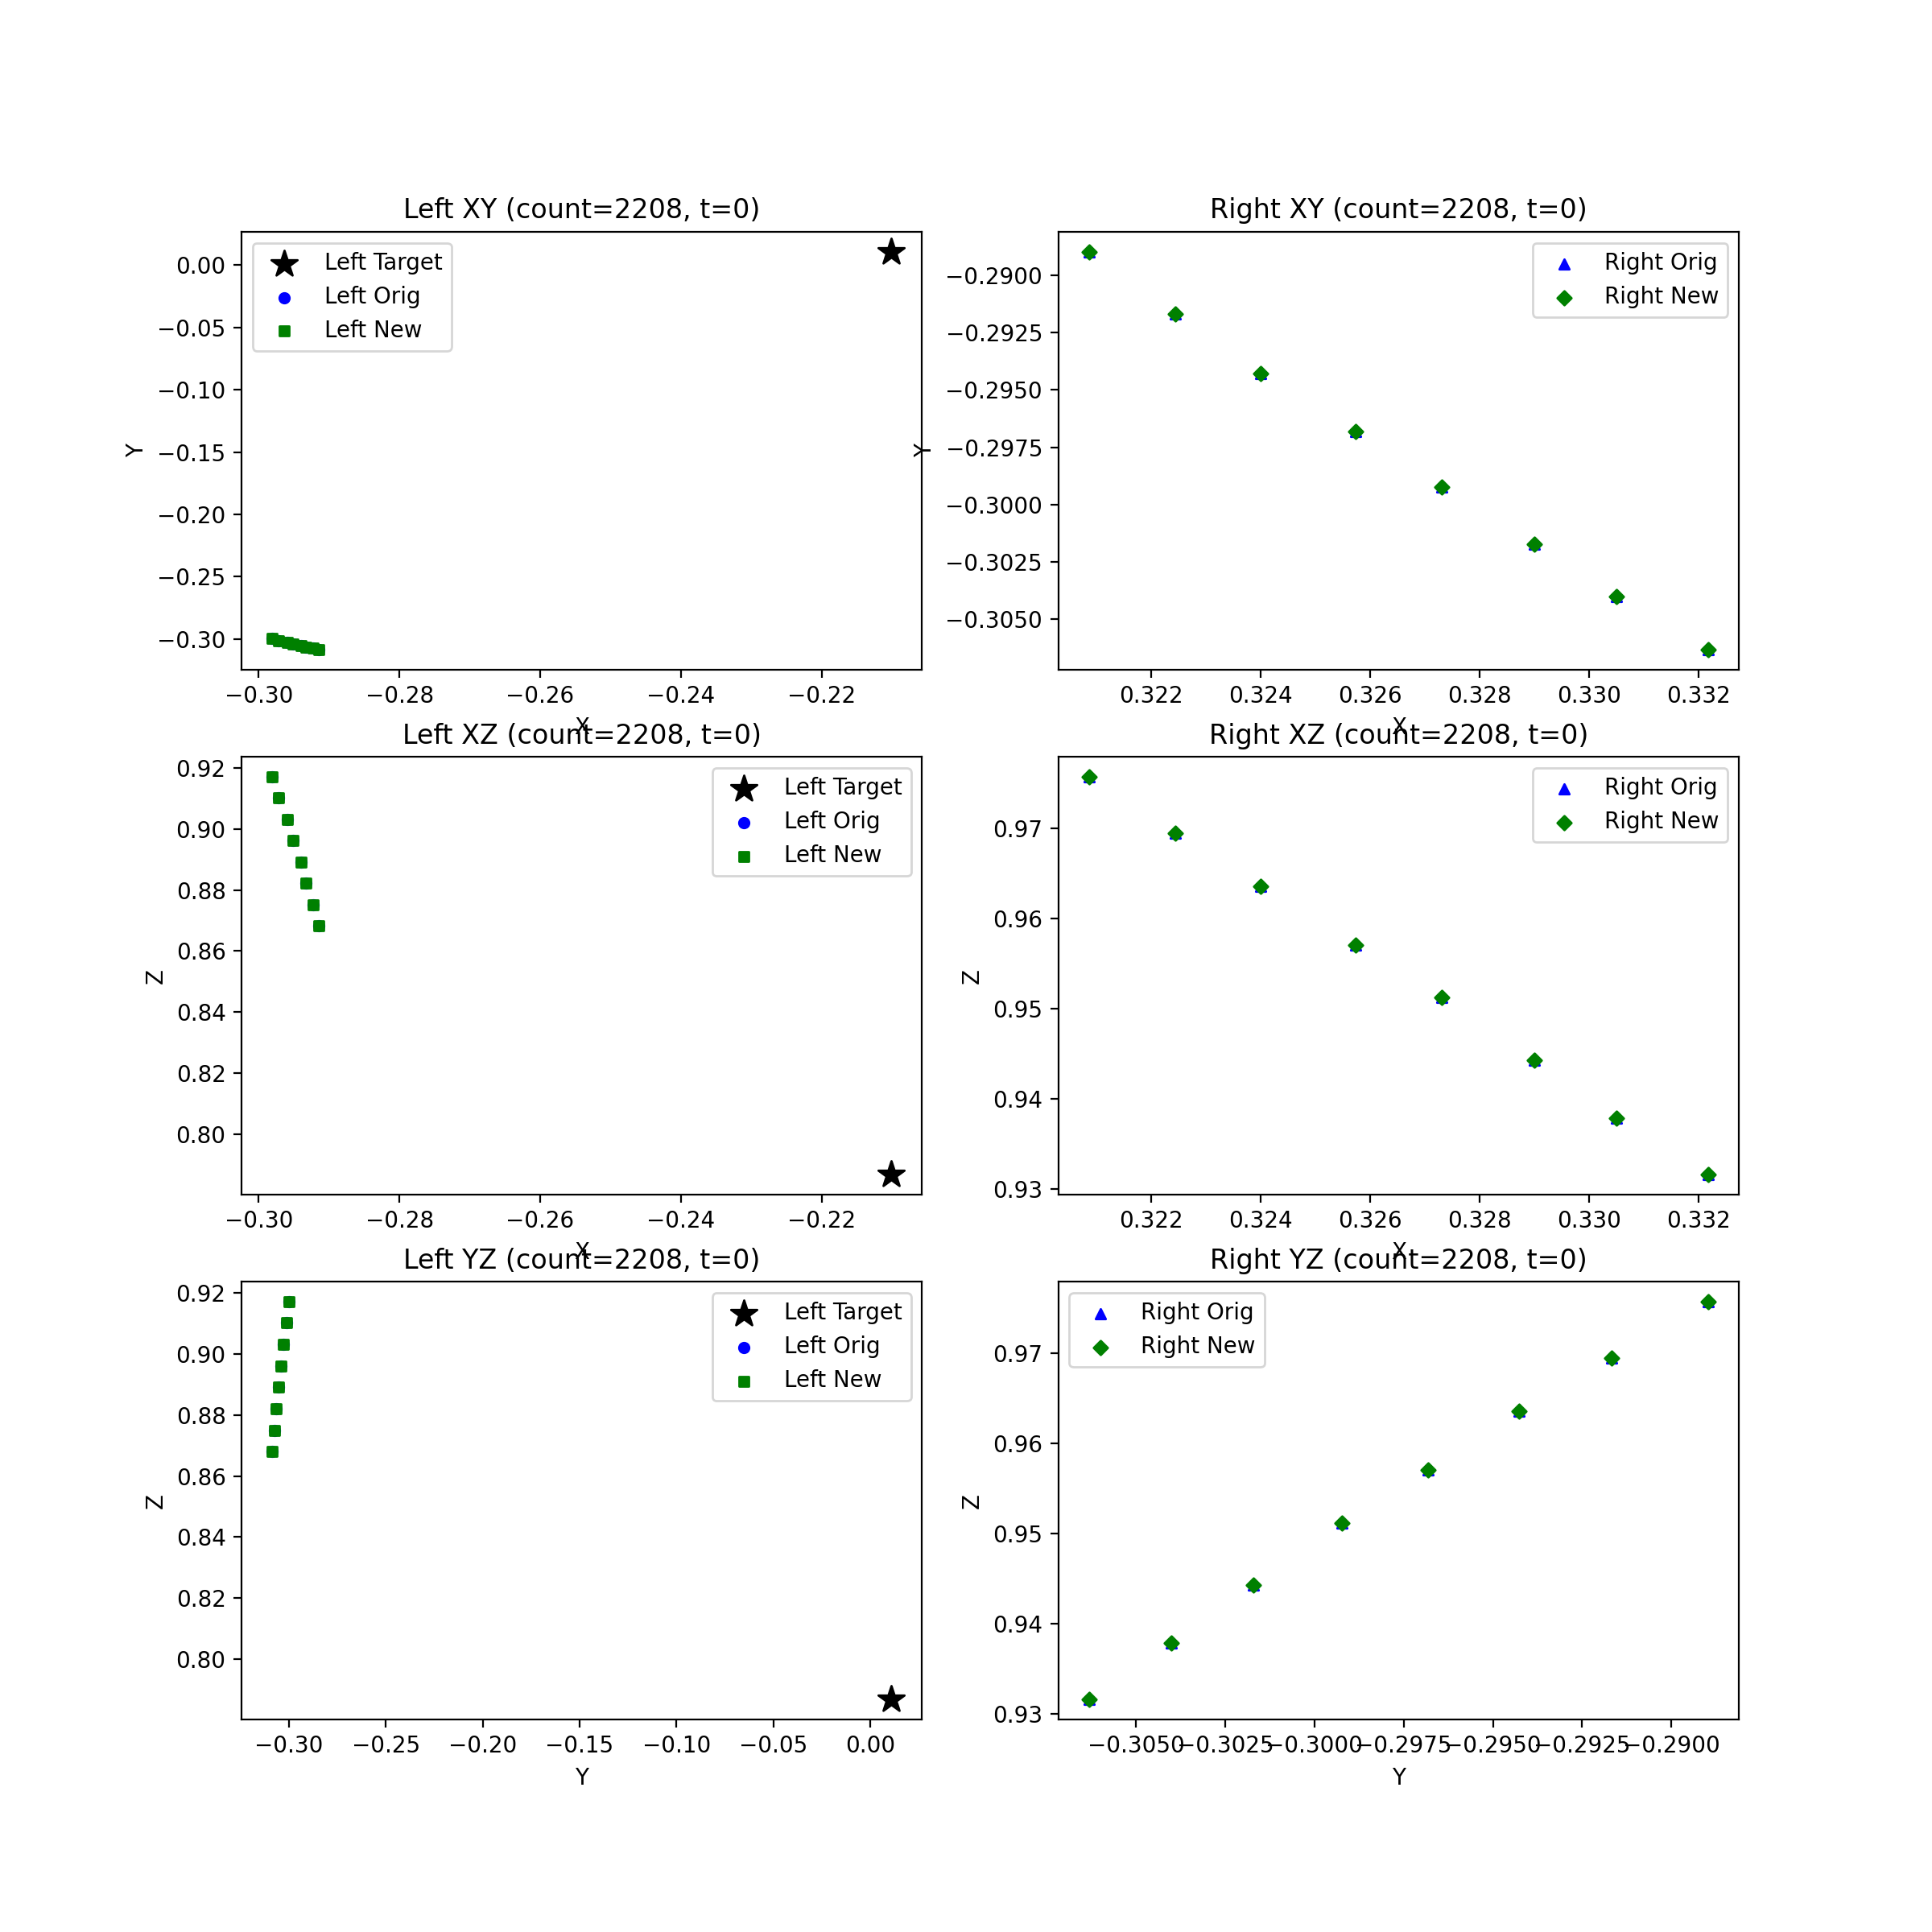 Left XY (count=2208, t=0)
Left Target
Left Orig
Left New
0.00
−0.05
−0.10
−0.15
−0.20
−0.25
−0.30
Y
−0.30
−0.28
−0.26
−0.24
−0.22
X
Right XY (count=2208, t=0)
Right Orig
Right New
−0.2900
−0.2925
−0.2950
−0.2975
−0.3000
−0.3025
−0.3050
Y
0.322
0.324
0.326
0.328
0.330
0.332
X
Left XZ (count=2208, t=0)
Left Target
Left Orig
Left New
0.92
0.90
0.88
0.86
0.84
0.82
0.80
Z
−0.30
−0.28
−0.26
−0.24
−0.22
X
Right XZ (count=2208, t=0)
Right Orig
Right New
0.97
0.96
0.95
0.94
0.93
Z
0.322
0.324
0.326
0.328
0.330
0.332
X
Left YZ (count=2208, t=0)
Left Target
Left Orig
Left New
0.92
0.90
0.88
0.86
0.84
0.82
0.80
Z
−0.30
−0.25
−0.20
−0.15
−0.10
−0.05
0.00
Y
Right YZ (count=2208, t=0)
Right Orig
Right New
0.97
0.96
0.95
0.94
0.93
Z
−0.3050
−0.3025
−0.3000
−0.2975
−0.2950
−0.2925
−0.2900
Y